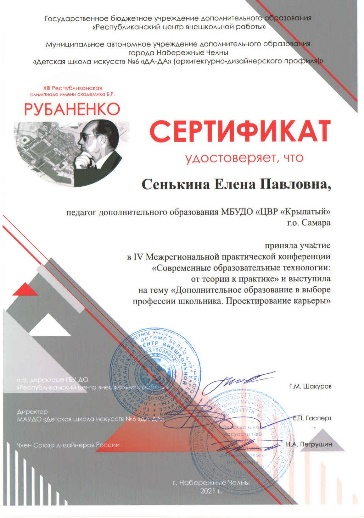 Государственное бюджетное учреждение дополнительного образования
«Республиканский центр внешкольной работы»
Муниципальное автономное учреждение дополнительного образования
города Набережные Челны
«Детская школа искусств №6 «ДА-ДА» (архитектурно-дизайнерского профиля)»
XIII Республиканская
олимпиада имени академика Б.Р.
РУБАНЕНКО
СЕРТИФИКАТ
удостоверяет, что
Сенькина Елена Павловна,
педагог дополнительного образования МБУДО «ЦВР «Крылатый»
г.о. Самара
приняла участие
в IV Межрегиональной практической конференции
«Современные образовательные технологии:
от теории к практике» и выступила
на тему «Дополнительное образование в выборе
профессии школьника. Проектирование карьеры»
директора ГБУ ДО
«Республиканский центр внешкольной работы»
Г.М. Шакуров
Директор
МАУДО «Детская школа искусств №6 «ДА-ДА»
Е.П. Гасперт
Член Союза дизайнеров России
И.А. Петрушин
г. Набережные Челны
2021 г.